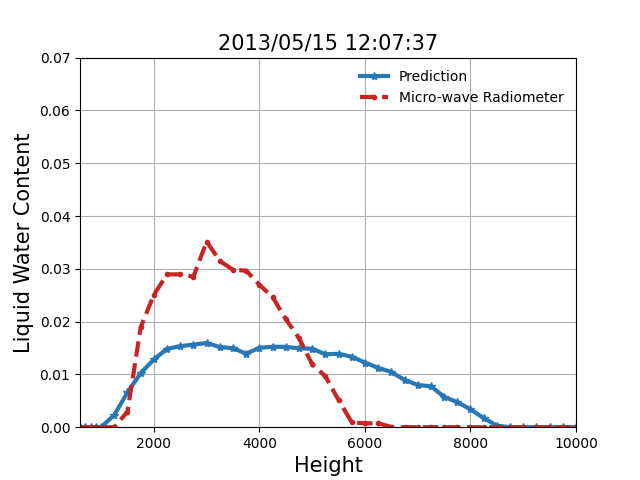 2013/05/15 12:07:37
Prediction
Micro-wave Radiometer
Liquid Water Content
0.07
0.06
0.05
0.04
0.03
0.02
0.01
0.00
2000 4000 6000 8000 10000
Height